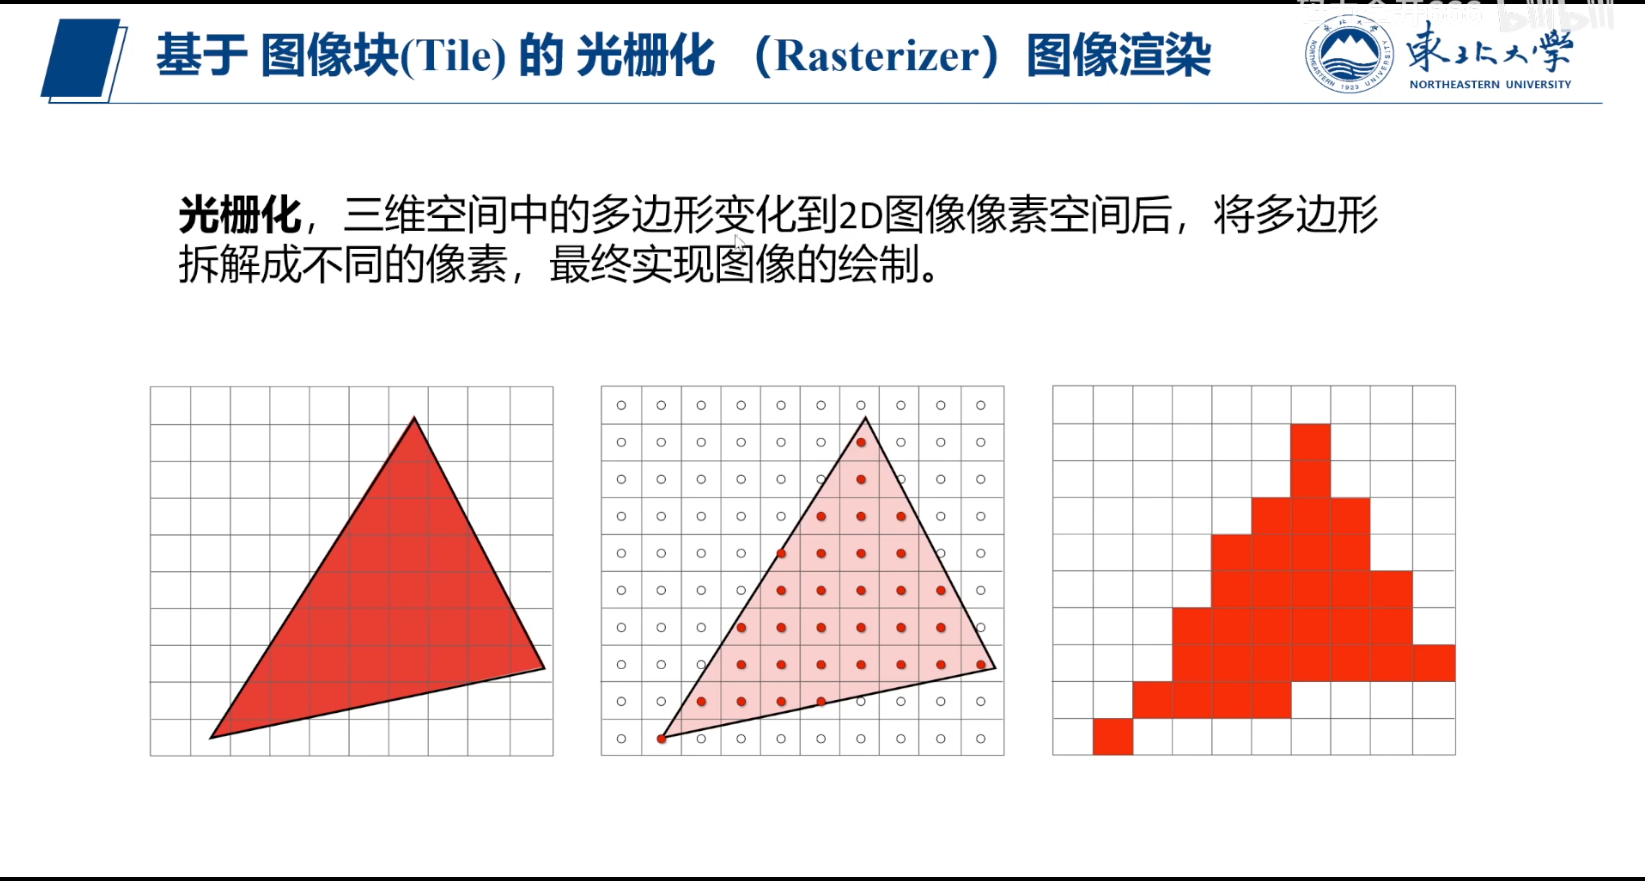 基于 图像块(Tile) 的 光栅化 （Rasterizer）图像渲染
東北大学
NORTHEASTERN UNIVERSITY
光栅化，三维空间中的多边形变化到2D图像像素空间后，将多边形
拆解成不同的像素，最终实现图像的绘制。